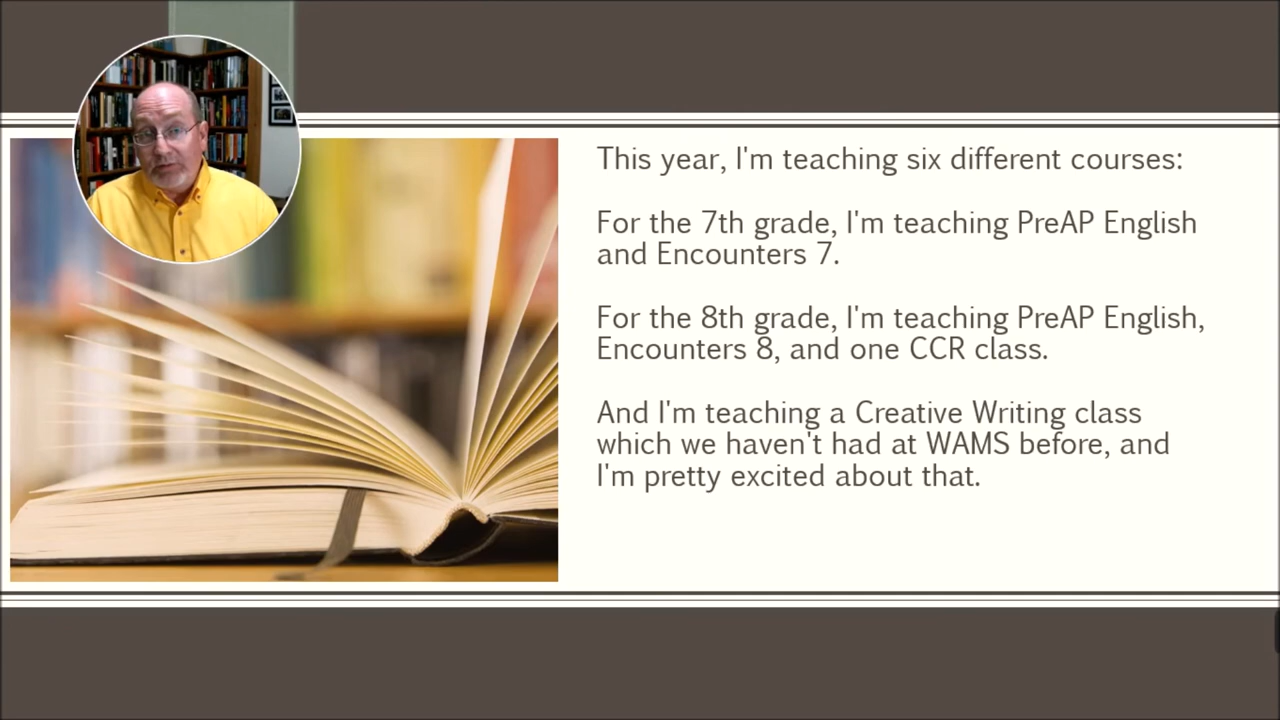 This year, I'm teaching six different courses:
For the 7th grade, I'm teaching PreAP English
and Encounters 7.
For the 8th grade, I'm teaching PreAP English,
Encounters 8, and one CCR class.
And I'm teaching a Creative Writing class
which we haven't had at WAMS before, and
I'm pretty excited about that.